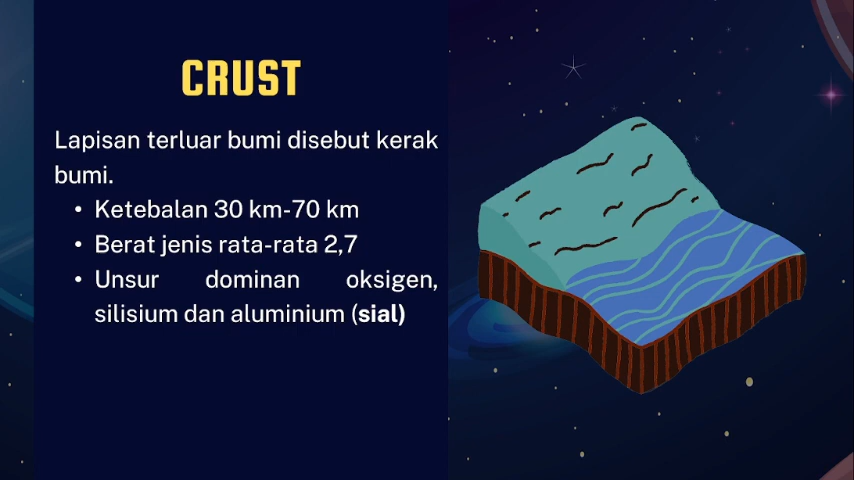 CRUST
Lapisan terluar bumi disebut kerak
bumi.
• Ketebalan 30 km-70 km
• Berat jenis rata-rata 2,7
• Unsur dominan oksigen,
silisium dan aluminium (sial)